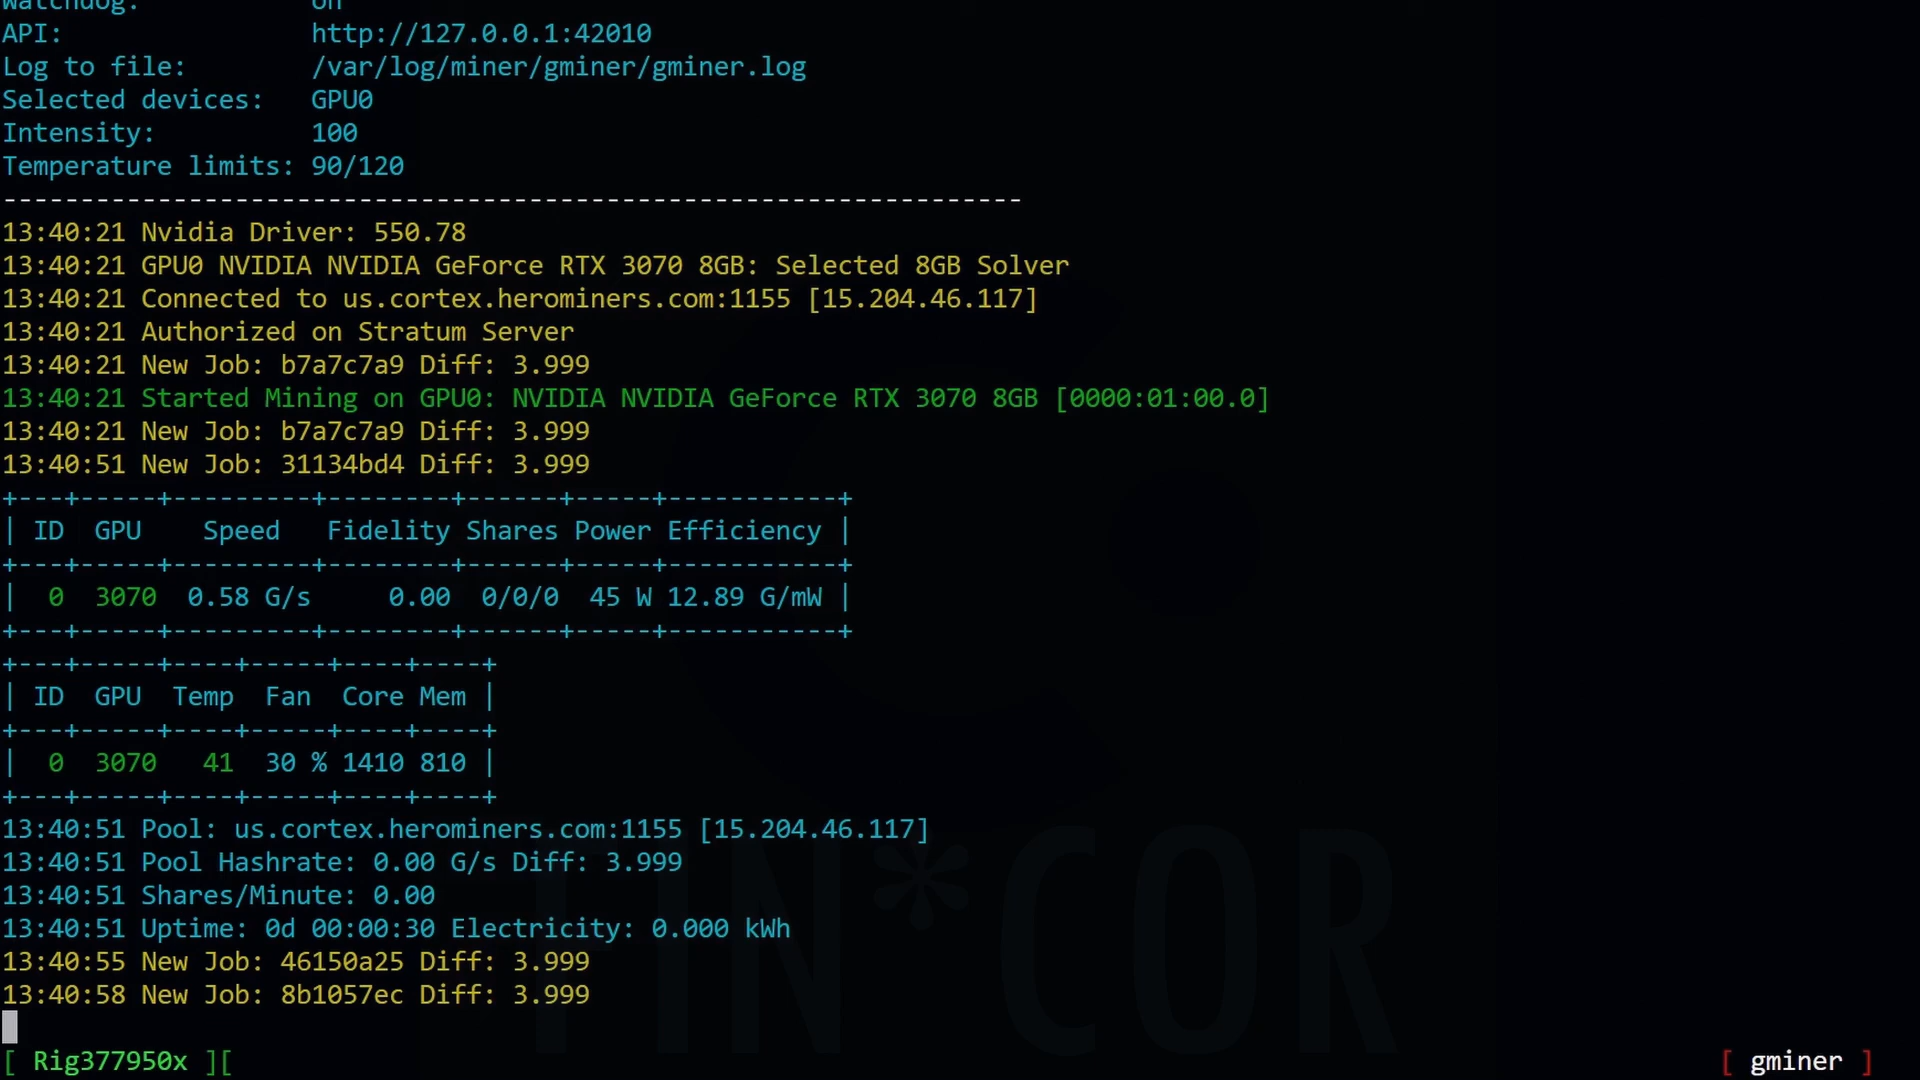 Watchdog: on
API: http://127.0.0.1:42010
Log to file: /var/log/miner/gminer/gminer.log
Selected devices: GPU0
Intensity: 100
Temperature limits: 90/120
------------------------------------------------------------------
13:40:21 Nvidia Driver: 550.78
13:40:21 GPU0 NVIDIA NVIDIA GeForce RTX 3070 8GB: Selected 8GB Solver
13:40:21 Connected to us.cortex.herominers.com:1155 [15.204.46.117]
13:40:21 Authorized on Stratum Server
13:40:21 New Job: b7a7c7a9 Diff: 3.999
13:40:21 Started Mining on GPU0: NVIDIA NVIDIA GeForce RTX 3070 8GB [0000:01:00.0]
13:40:21 New Job: b7a7c7a9 Diff: 3.999
13:40:51 New Job: 31134bd4 Diff: 3.999
+---+-----+---------+--------+------+-----+-----------+
| ID GPU Speed Fidelity Shares Power Efficiency |
+---+-----+---------+--------+------+-----+-----------+
| 0 3070 0.58 G/s 0.00 0/0/0 45 W 12.89 G/mW |
+---+-----+---------+--------+------+-----+-----------+
+---+-----+----+-----+----+----+
| ID GPU Temp Fan Core Mem |
+---+-----+----+-----+----+----+
| 0 3070 41 30 % 1410 810 |
+---+-----+----+-----+----+----+
13:40:51 Pool: us.cortex.herominers.com:1155 [15.204.46.117]
13:40:51 Pool Hashrate: 0.00 G/s Diff: 3.999
13:40:51 Shares/Minute: 0.00
13:40:51 Uptime: 0d 00:00:30 Electricity: 0.000 kWh
13:40:55 New Job: 46150a25 Diff: 3.999
13:40:58 New Job: 8b1057ec Diff: 3.999
[ Rig377950x ][ [ gminer ]